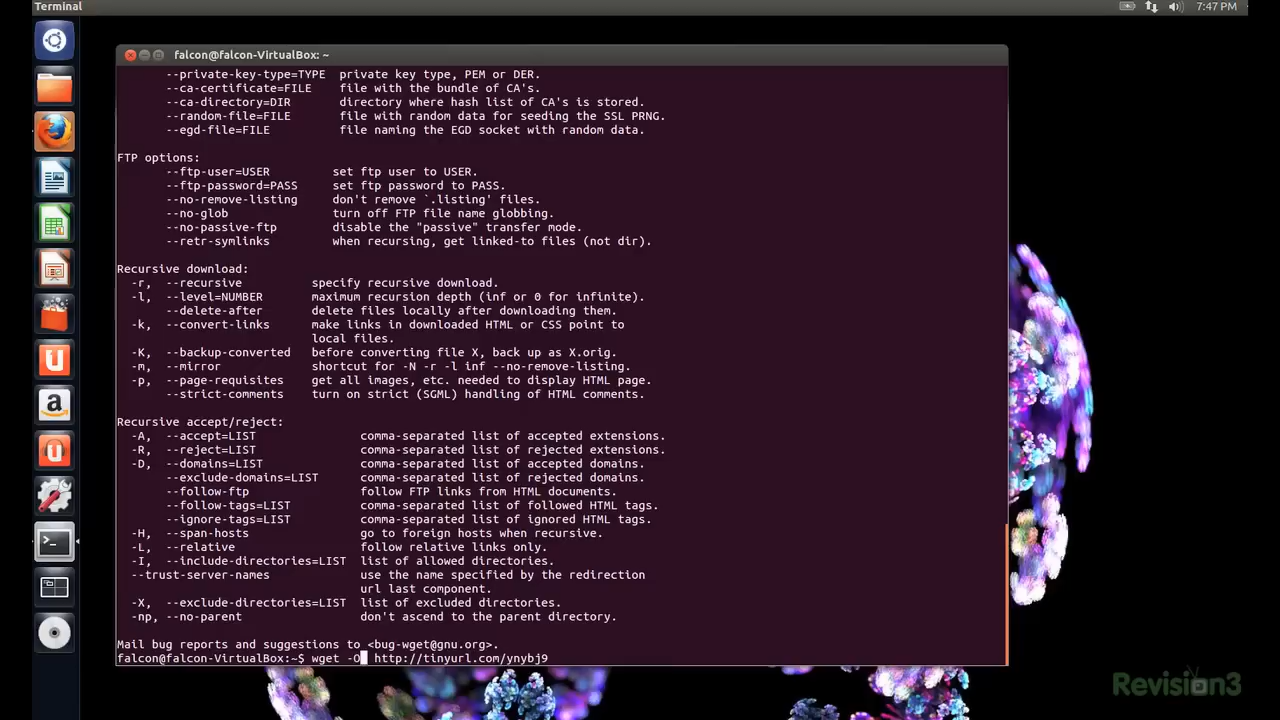 Terminal
7:47 PM
falcon@falcon-VirtualBox: ~
--private-key-type=TYPE private key type, PEM or DER.
--ca-certificate=FILE file with the bundle of CA's.
--ca-directory=DIR directory where hash list of CA's is stored.
--random-file=FILE file with random data for seeding the SSL PRNG.
--egd-file=FILE file naming the EGD socket with random data.
FTP options:
--ftp-user=USER set ftp user to USER.
--ftp-password=PASS set ftp password to PASS.
--no-remove-listing don't remove `.listing' files.
--no-glob turn off FTP file name globbing.
--no-passive-ftp disable the "passive" transfer mode.
--retr-symlinks when recursing, get linked-to files (not dir).
Recursive download:
-r, --recursive specify recursive download.
-l, --level=NUMBER maximum recursion depth (inf or 0 for infinite).
--delete-after delete files locally after downloading them.
-k, --convert-links make links in downloaded HTML or CSS point to
local files.
-K, --backup-converted before converting file X, back up as X.orig.
-m, --mirror shortcut for -N -r -l inf --no-remove-listing.
-p, --page-requisites get all images, etc. needed to display HTML page.
--strict-comments turn on strict (SGML) handling of HTML comments.
Recursive accept/reject:
-A, --accept=LIST comma-separated list of accepted extensions.
-R, --reject=LIST comma-separated list of rejected extensions.
-D, --domains=LIST comma-separated list of accepted domains.
--exclude-domains=LIST comma-separated list of rejected domains.
--follow-ftp follow FTP links from HTML documents.
--follow-tags=LIST comma-separated list of followed HTML tags.
--ignore-tags=LIST comma-separated list of ignored HTML tags.
-H, --span-hosts go to foreign hosts when recursive.
-L, --relative follow relative links only.
-I, --include-directories=LIST list of allowed directories.
--trust-server-names use the name specified by the redirection
url last component.
-X, --exclude-directories=LIST list of excluded directories.
-np, --no-parent don't ascend to the parent directory.
Mail bug reports and suggestions to <bug-wget@gnu.org>.
falcon@falcon-VirtualBox:~$ wget -O http://tinyurl.com/ynybj9
Revision3